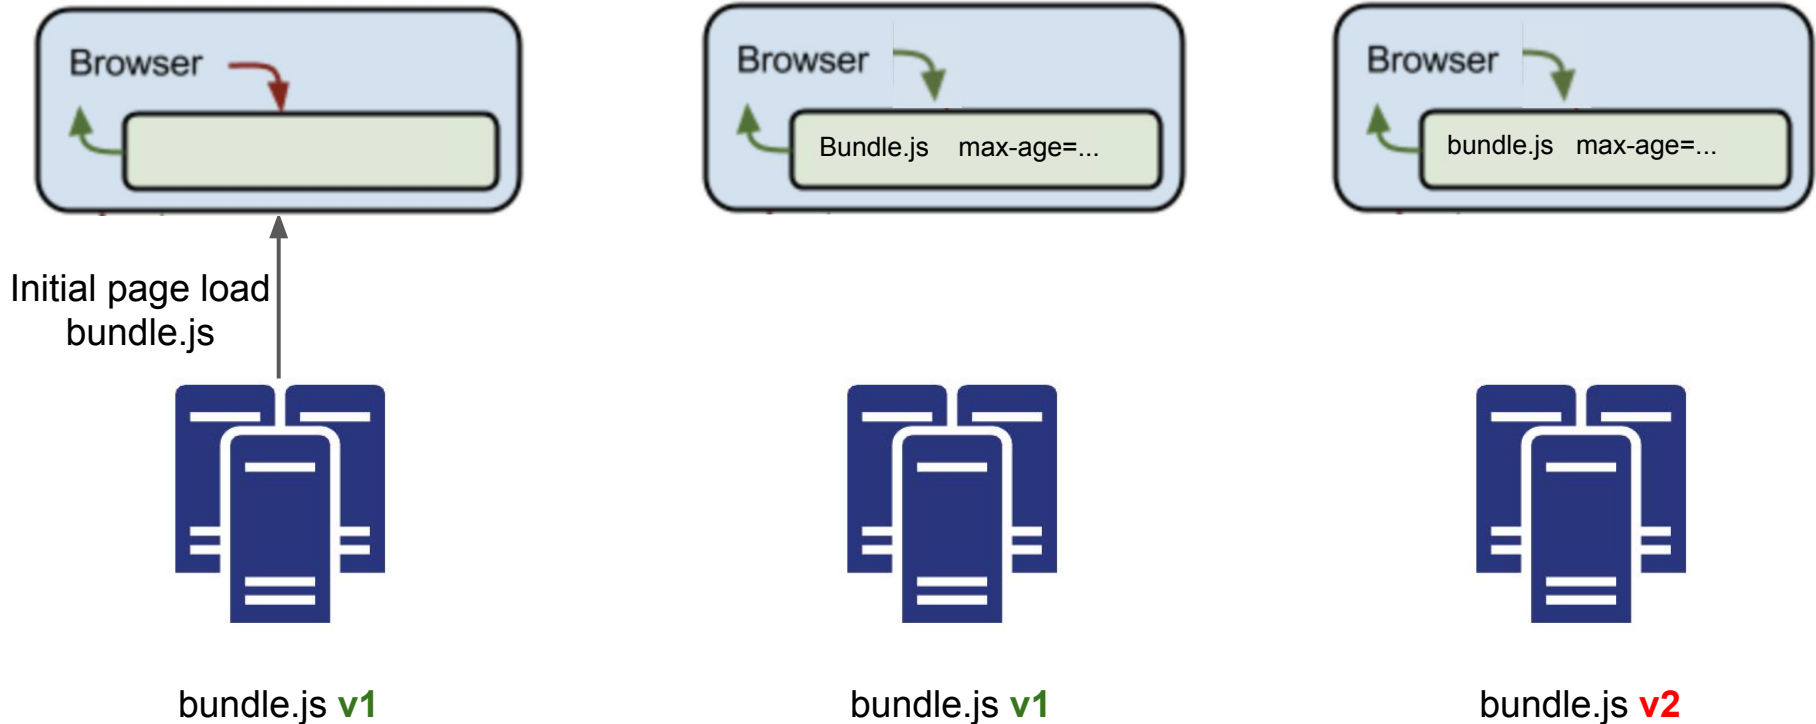 Browser
Initial page load
bundle.js
bundle.js v1
Browser
Bundle.js max-age=...
bundle.js v1
Browser
bundle.js max-age=...
bundle.js v2